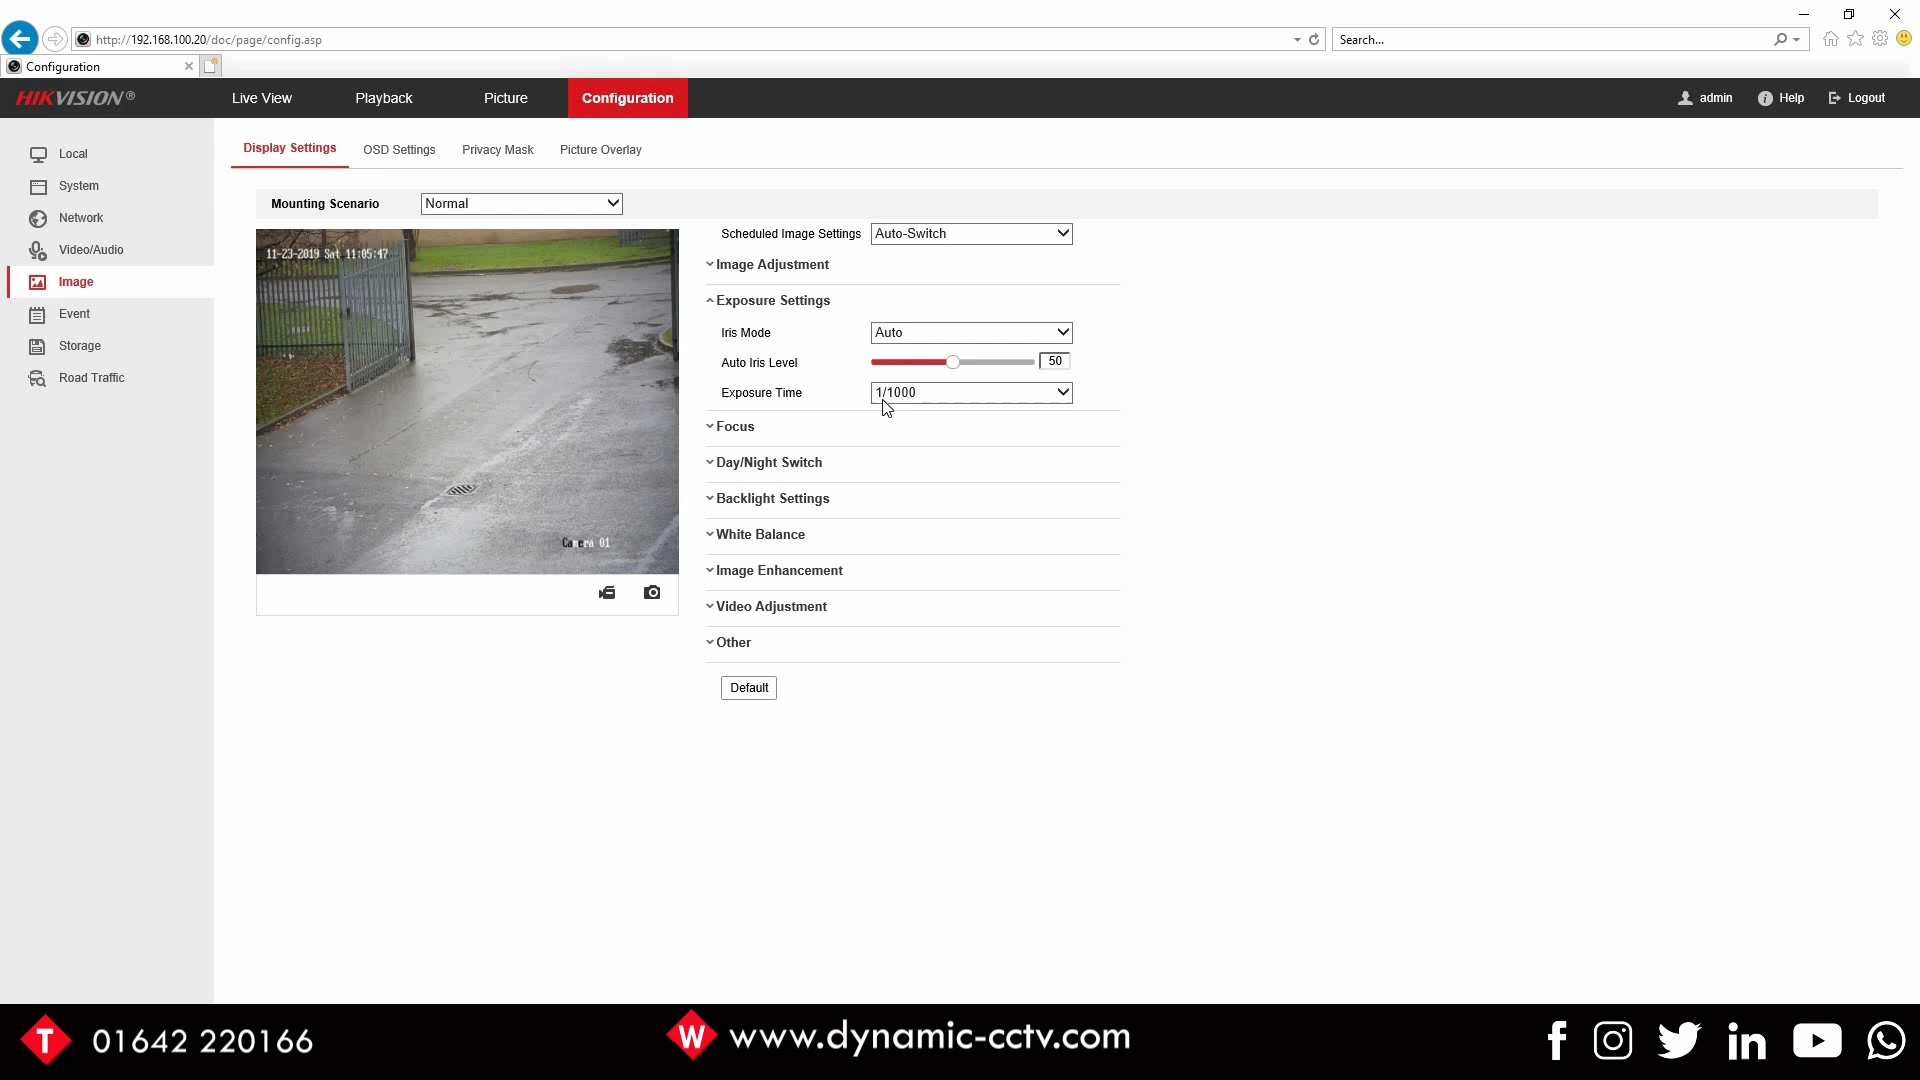 http://192.168.100.20/doc/page/config.asp
Search...
Configuration
HIKVISION®
Live View
Playback
Picture
Configuration
admin
Help
Logout
Local
System
Network
Video/Audio
Image
Event
Storage
Road Traffic
Display Settings
OSD Settings
Privacy Mask
Picture Overlay
Mounting Scenario
Normal
11-23-2019 Sat 11:05:47
Camera 01
Scheduled Image Settings
Auto-Switch
Image Adjustment
Exposure Settings
Iris Mode
Auto
Auto Iris Level
50
Exposure Time
1/1000
Focus
Day/Night Switch
Backlight Settings
White Balance
Image Enhancement
Video Adjustment
Other
Default
T 01642 220166
W www.dynamic-cctv.com